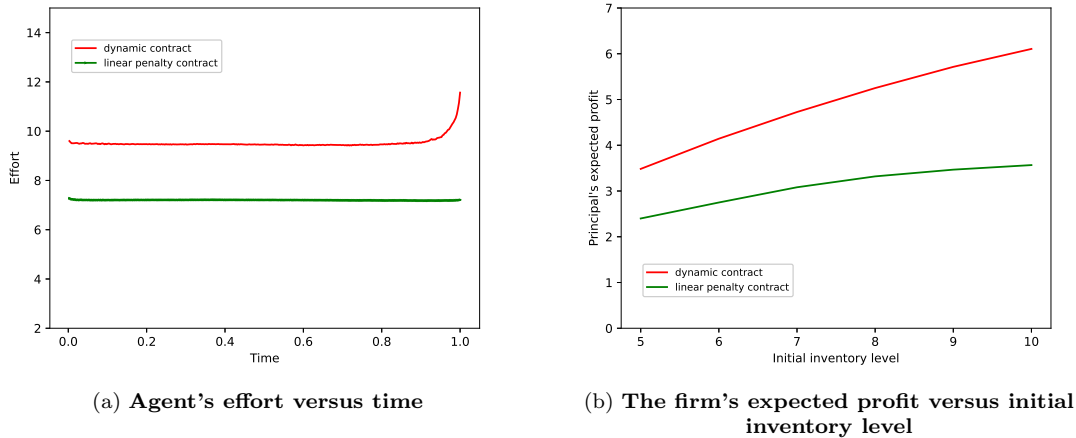 14
12
10
8
6
4
2
Effort
dynamic contract
linear penalty contract
0.0 0.2 0.4 0.6 0.8 1.0
Time
(a) Agent's effort versus time
7
6
5
4
3
2
1
0
Principal's expected profit
dynamic contract
linear penalty contract
5 6 7 8 9 10
Initial inventory level
(b) The firm's expected profit versus initial
inventory level